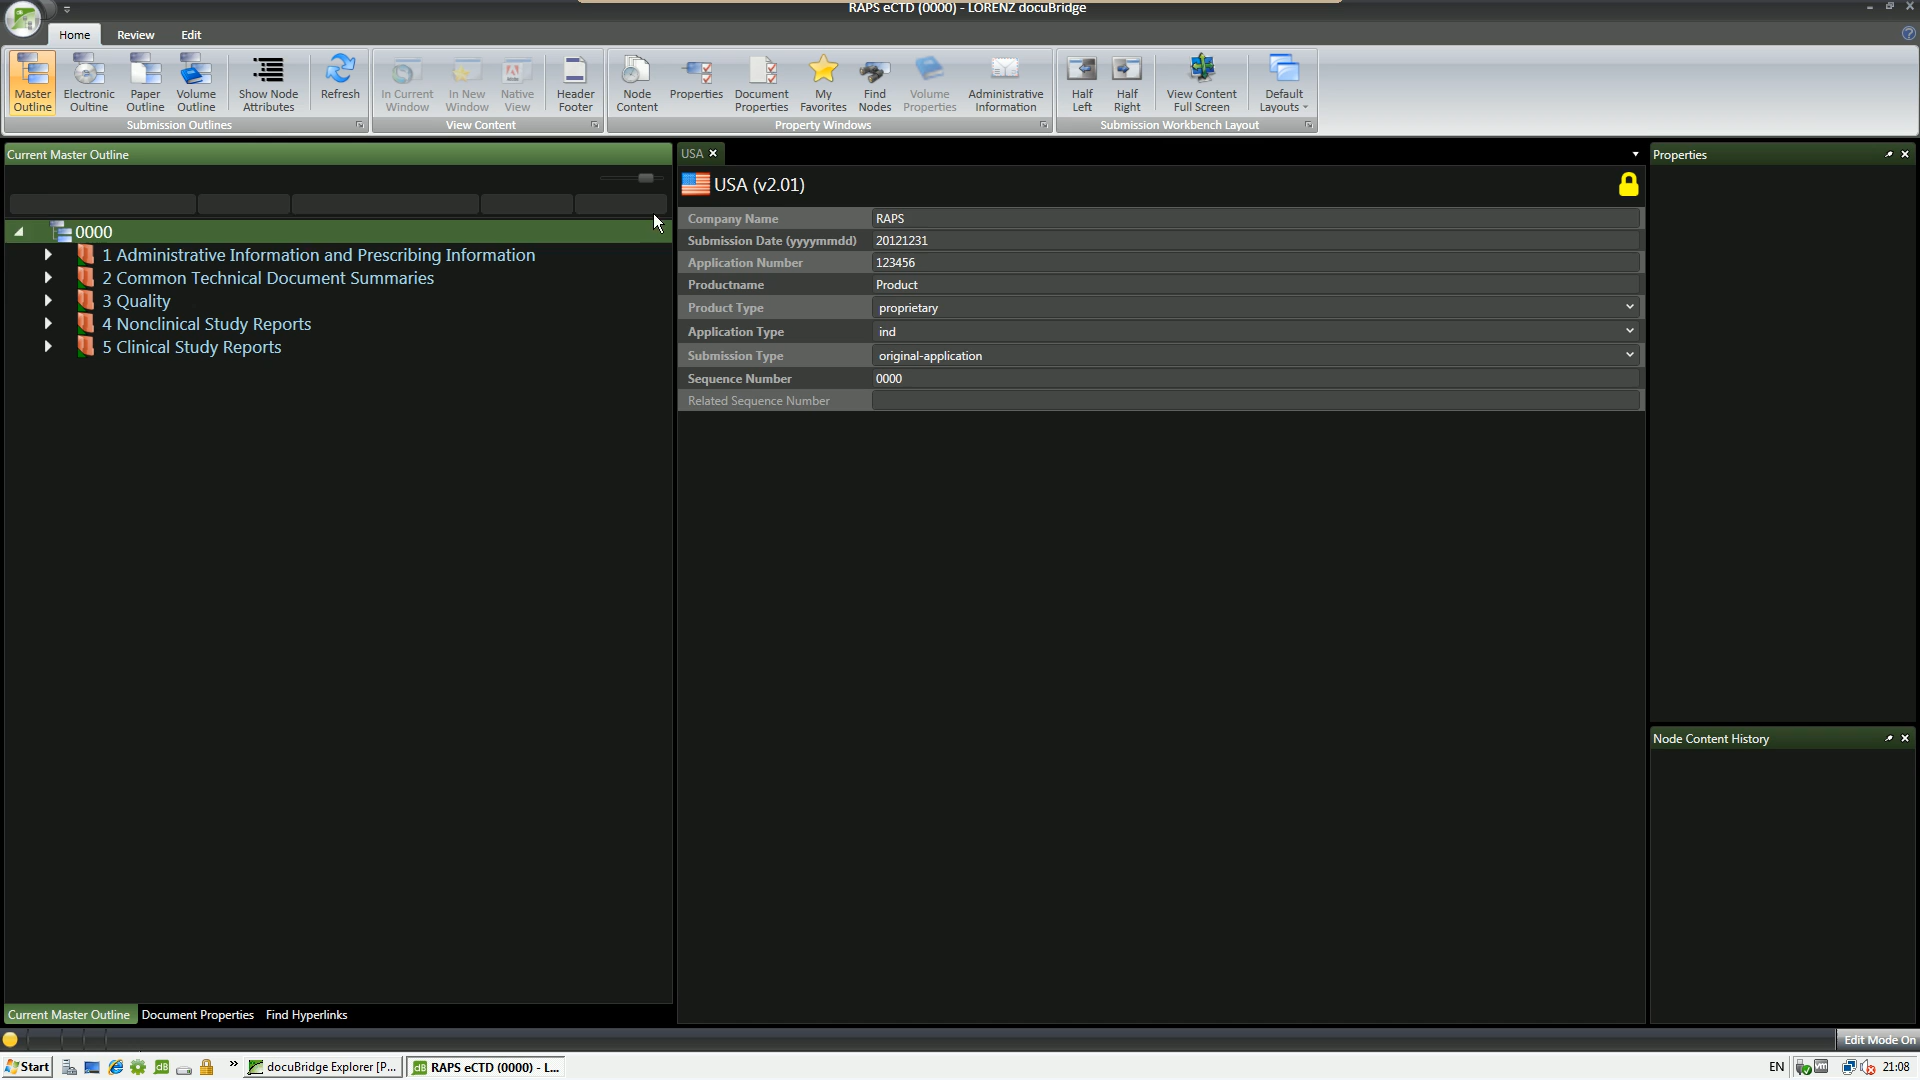 RAPS eCTD (0000) - LORENZ docuBridge
Home
Review
Edit
Master
Outline
Electronic
Oultine
Paper
Outline
Volume
Outline
Show Node
Attributes
Refresh
In Current
Window
In New
Window
Native
View
Header
Footer
Node
Content
Properties
Document
Properties
My
Favorites
Find
Nodes
Volume
Properties
Administrative
Information
Half
Left
Half
Right
View Content
Full Screen
Default
Layouts
Submission Outlines
View Content
Property Windows
Submission Workbench Layout
Current Master Outline
0000
1 Administrative Information and Prescribing Information
2 Common Technical Document Summaries
3 Quality
4 Nonclinical Study Reports
5 Clinical Study Reports
USA
USA (v2.01)
Company Name RAPS
Submission Date (yyyymmdd) 20121231
Application Number 123456
Productname Product
Product Type proprietary
Application Type ind
Submission Type original-application
Sequence Number 0000
Related Sequence Number
Properties
Node Content History
Current Master Outline
Document Properties
Find Hyperlinks
Edit Mode On
Start
dB
»
docuBridge Explorer [P...
dB
RAPS eCTD (0000) - L...
EN
21:08